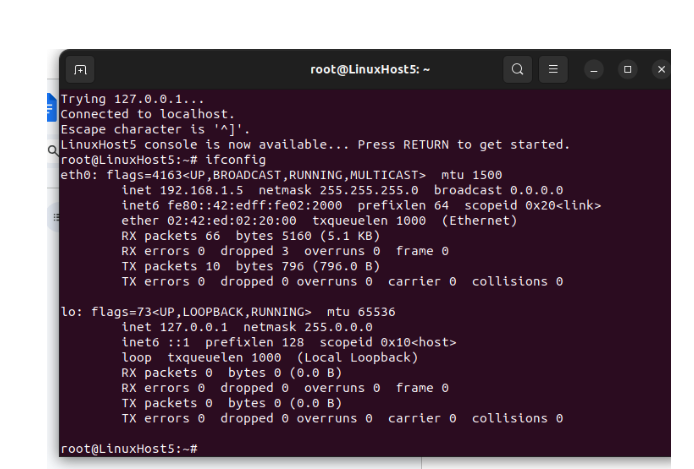 root@LinuxHost5: ~
Trying 127.0.0.1...
Connected to localhost.
Escape character is '^]'.
LinuxHost5 console is now available... Press RETURN to get started.
root@LinuxHost5:~# ifconfig
eth0: flags=4163<UP,BROADCAST,RUNNING,MULTICAST>  mtu 1500
        inet 192.168.1.5  netmask 255.255.255.0  broadcast 0.0.0.0
        inet6 fe80::42:edff:fe02:2000  prefixlen 64  scopeid 0x20<link>
        ether 02:42:ed:02:20:00  txqueuelen 1000  (Ethernet)
        RX packets 66  bytes 5160 (5.1 KB)
        RX errors 0  dropped 3  overruns 0  frame 0
        TX packets 10  bytes 796 (796.0 B)
        TX errors 0  dropped 0 overruns 0  carrier 0  collisions 0

lo: flags=73<UP,LOOPBACK,RUNNING>  mtu 65536
        inet 127.0.0.1  netmask 255.0.0.0
        inet6 ::1  prefixlen 128  scopeid 0x10<host>
        loop  txqueuelen 1000  (Local Loopback)
        RX packets 0  bytes 0 (0.0 B)
        RX errors 0  dropped 0  overruns 0  frame 0
        TX packets 0  bytes 0 (0.0 B)
        TX errors 0  dropped 0 overruns 0  carrier 0  collisions 0

root@LinuxHost5:~#